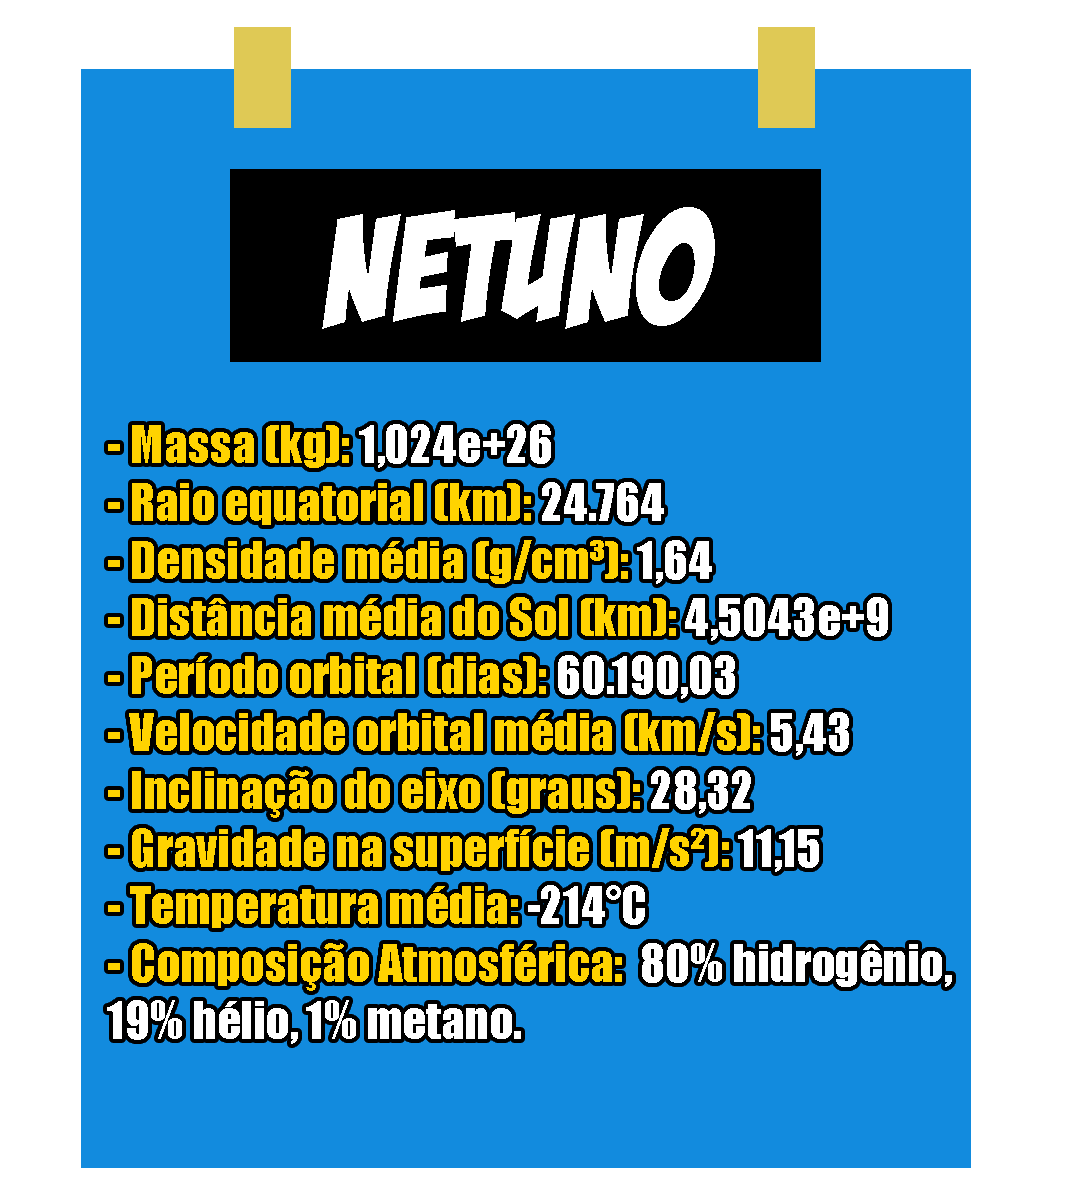 NETUNO
- Massa (kg): 1,024e+26
- Raio equatorial (km): 24.764
- Densidade média (g/cm³): 1,64
- Distância média do Sol (km): 4,5043e+9
- Período orbital (dias): 60.190,03
- Velocidade orbital média (km/s): 5,43
- Inclinação do eixo (graus): 28,32
- Gravidade na superfície (m/s²): 11,15
- Temperatura média: -214°C
- Composição Atmosférica: 80% hidrogênio,
19% hélio, 1% metano.